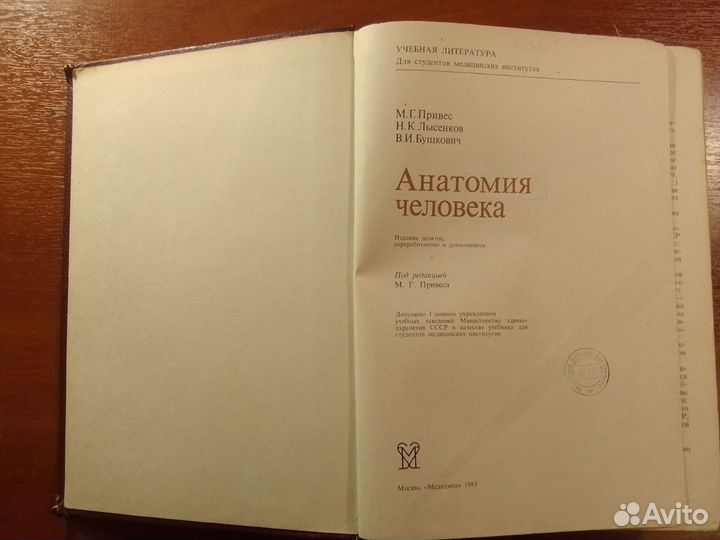 УЧЕБНАЯ ЛИТЕРАТУРА
Для студентов медицинских институтов
М.Г. Привес
Н.К. Лысенков
В.И. Бушкович
Анатомия
человека
Издание девятое,
переработанное и дополненное
Под редакцией
М. Г. Привеса
Допущено Главным управлением
учебных заведений Министерства здраво-
охранения СССР в качестве учебника для
студентов медицинских институтов
Москва «Медицина» 1985
Avito